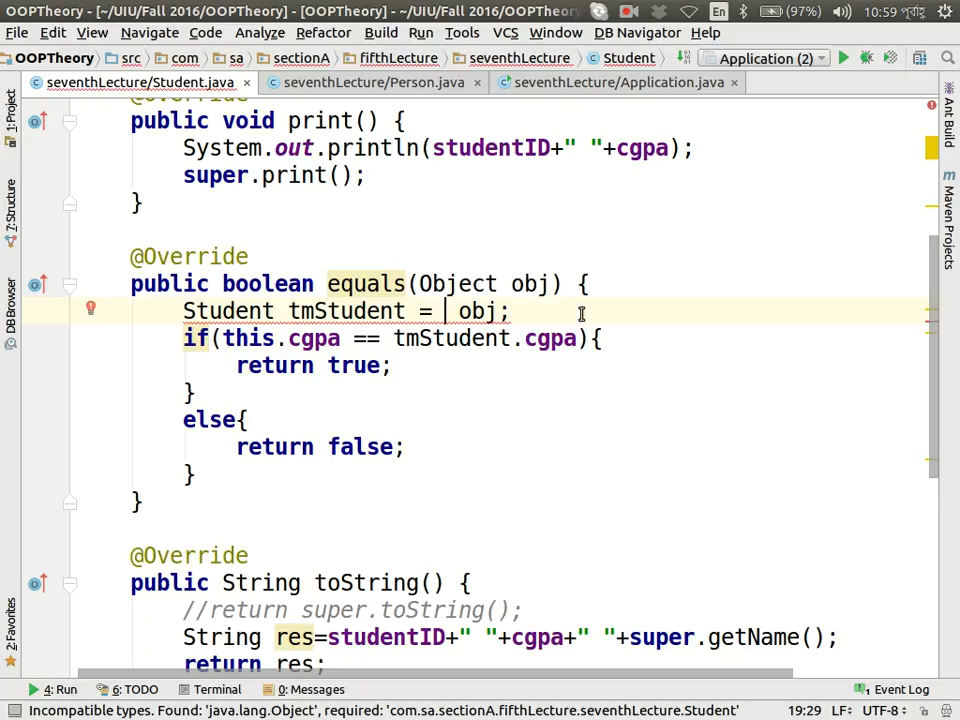 OOPTheory - [~/UIU/Fall 2016/OOPTheory] - [OOPTheory] - ~/UIU/Fall 2016/OOPTheory/ En (97%) 10:59 পূর্বাহ্ন
File Edit View Navigate Code Analyze Refactor Build Run Tools VCS Window DB Navigator Help
OOPTheory src com sa sectionA fifthLecture seventhLecture Student Application (2)
seventhLecture/Student.java seventhLecture/Person.java seventhLecture/Application.java
@Override
public void print() {
System.out.println(studentID+" "+cgpa);
super.print();
}
@Override
public boolean equals(Object obj) {
Student tmStudent = obj;
if(this.cgpa == tmStudent.cgpa){
return true;
}
else{
return false;
}
}
@Override
public String toString() {
//return super.toString();
String res=studentID+" "+cgpa+" "+super.getName();
return res;
1: Project
7: Structure
DB Browser
2: Favorites
Ant Build
Maven Projects
4: Run 6: TODO Terminal 0: Messages 1 Event Log
Incompatible types. Found: 'java.lang.Object', required: 'com.sa.sectionA.fifthLecture.seventhLecture.Student' 19:29 LF UTF-8